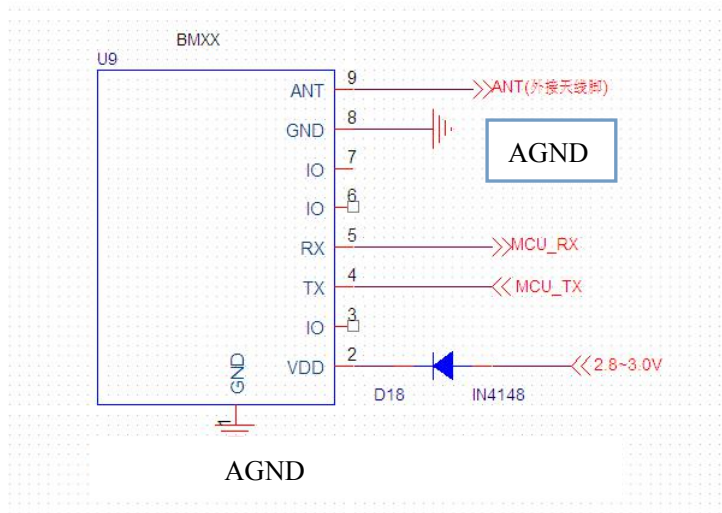 BMXX
U9
ANT 9 ANT(外接天线脚)
GND 8
AGND
IO 7
IO 6
RX 5 MCU_RX
TX 4 MCU_TX
IO 3
VDD 2 2.8~3.0V
GND
D18 IN4148
1
AGND